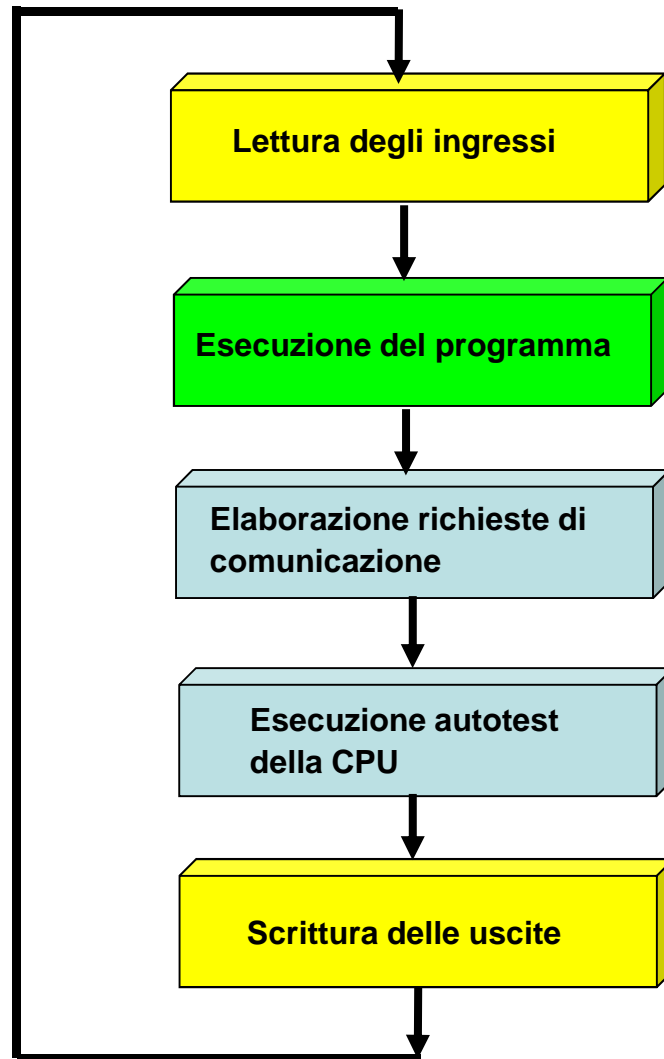 Lettura degli ingressi
Esecuzione del programma
Elaborazione richieste di
comunicazione
Esecuzione autotest
della CPU
Scrittura delle uscite